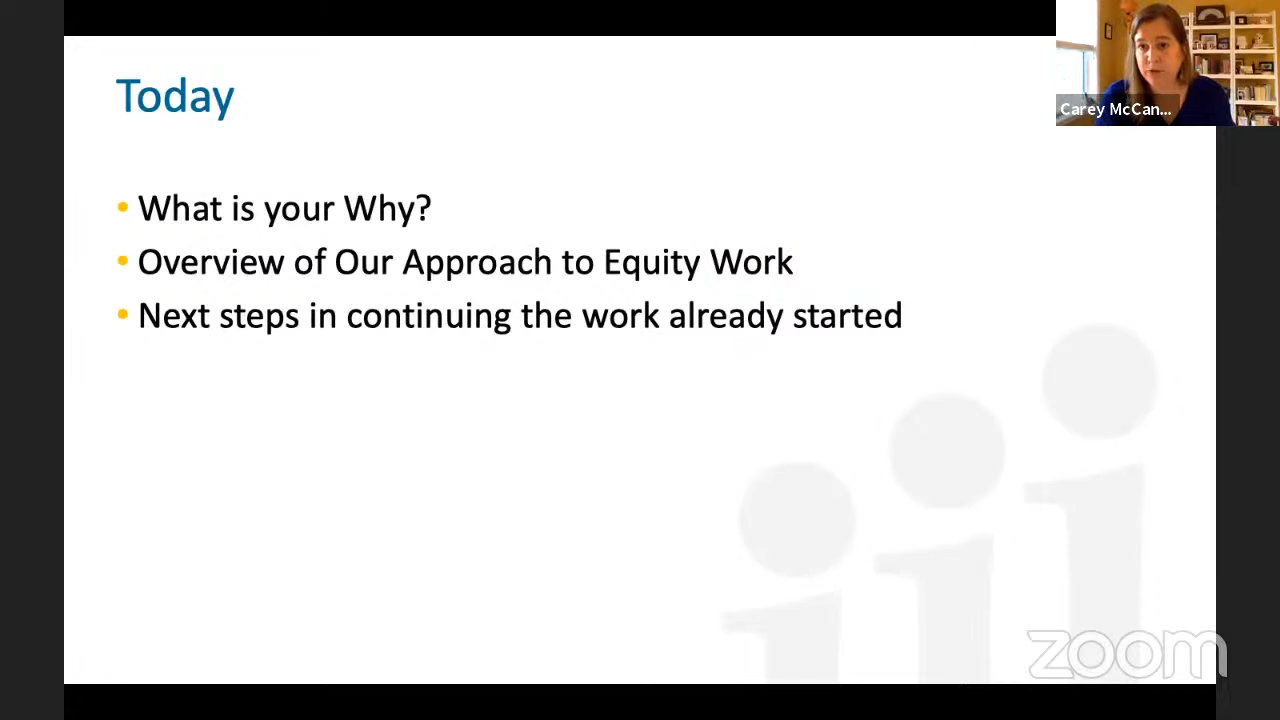 Today
Carey McCan...
• What is your Why?
• Overview of Our Approach to Equity Work
• Next steps in continuing the work already started
zoom